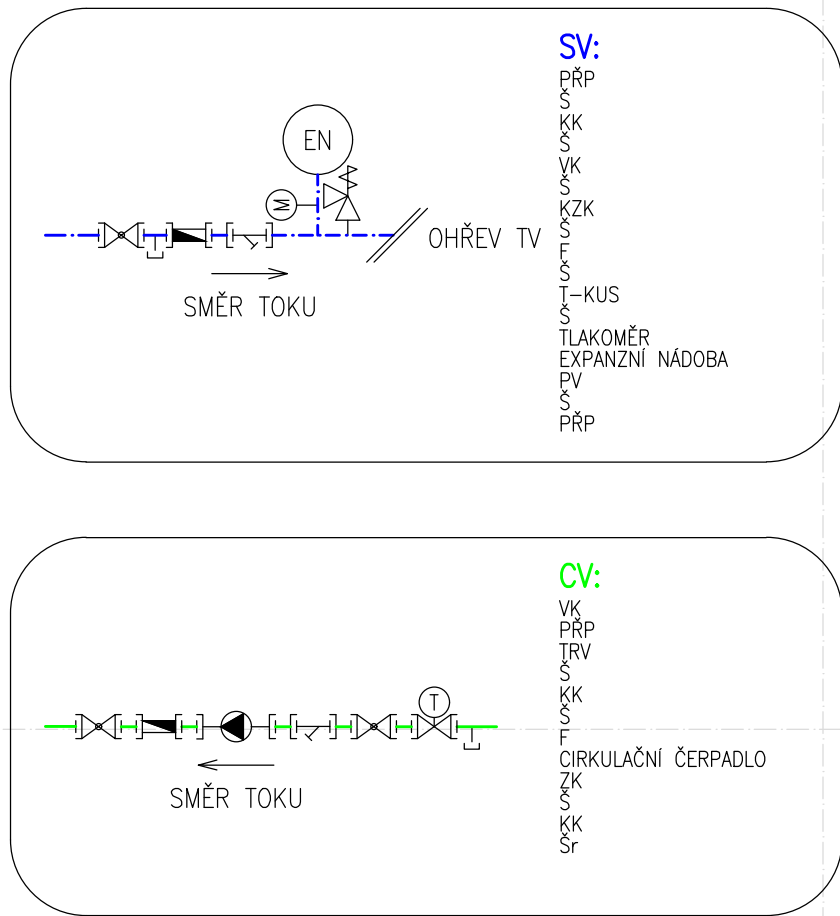 SV:
PŘP
Š
KK
Š
VK
Š
KZK
Š
F
Š
T-KUS
Š
TLAKOMĚR
EXPANZNÍ NÁDOBA
PV
Š
PŘP
EN
M
OHŘEV TV
SMĚR TOKU
CV:
VK
PŘP
TRV
Š
KK
Š
F
CIRKULAČNÍ ČERPADLO
ZK
Š
KK
Šr
T
SMĚR TOKU